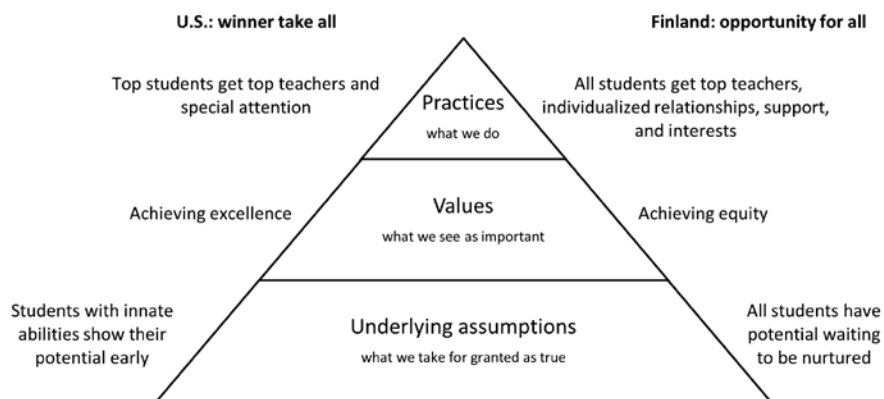 U.S.: winner take all
Finland: opportunity for all
Top students get top teachers and
special attention
Practices
what we do
All students get top teachers,
individualized relationships, support,
and interests
Achieving excellence
Values
what we see as important
Achieving equity
Students with innate
abilities show their
potential early
Underlying assumptions
what we take for granted as true
All students have
potential waiting
to be nurtured